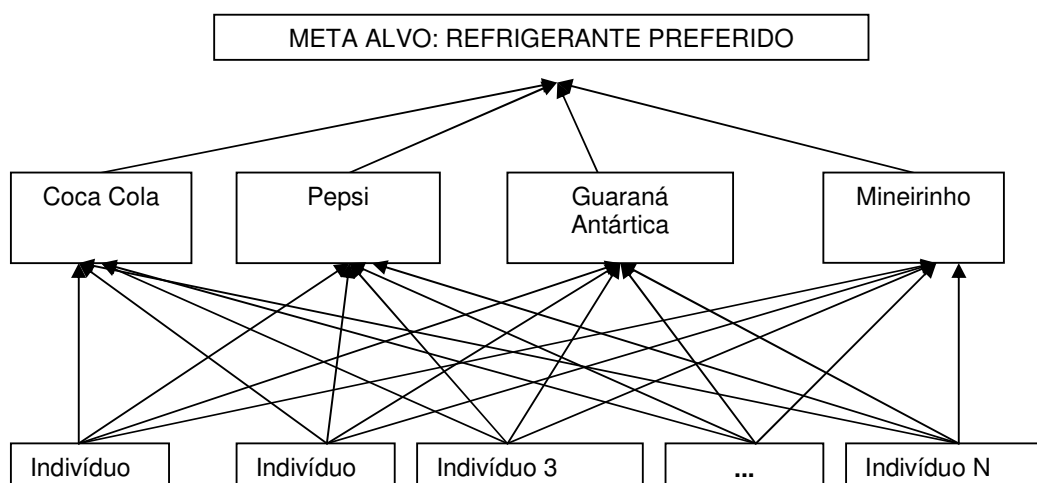 META ALVO: REFRIGERANTE PREFERIDO
Coca Cola
Pepsi
Guaraná
Antártica
Mineirinho
Indivíduo
Indivíduo
Indivíduo 3
...
Indivíduo N